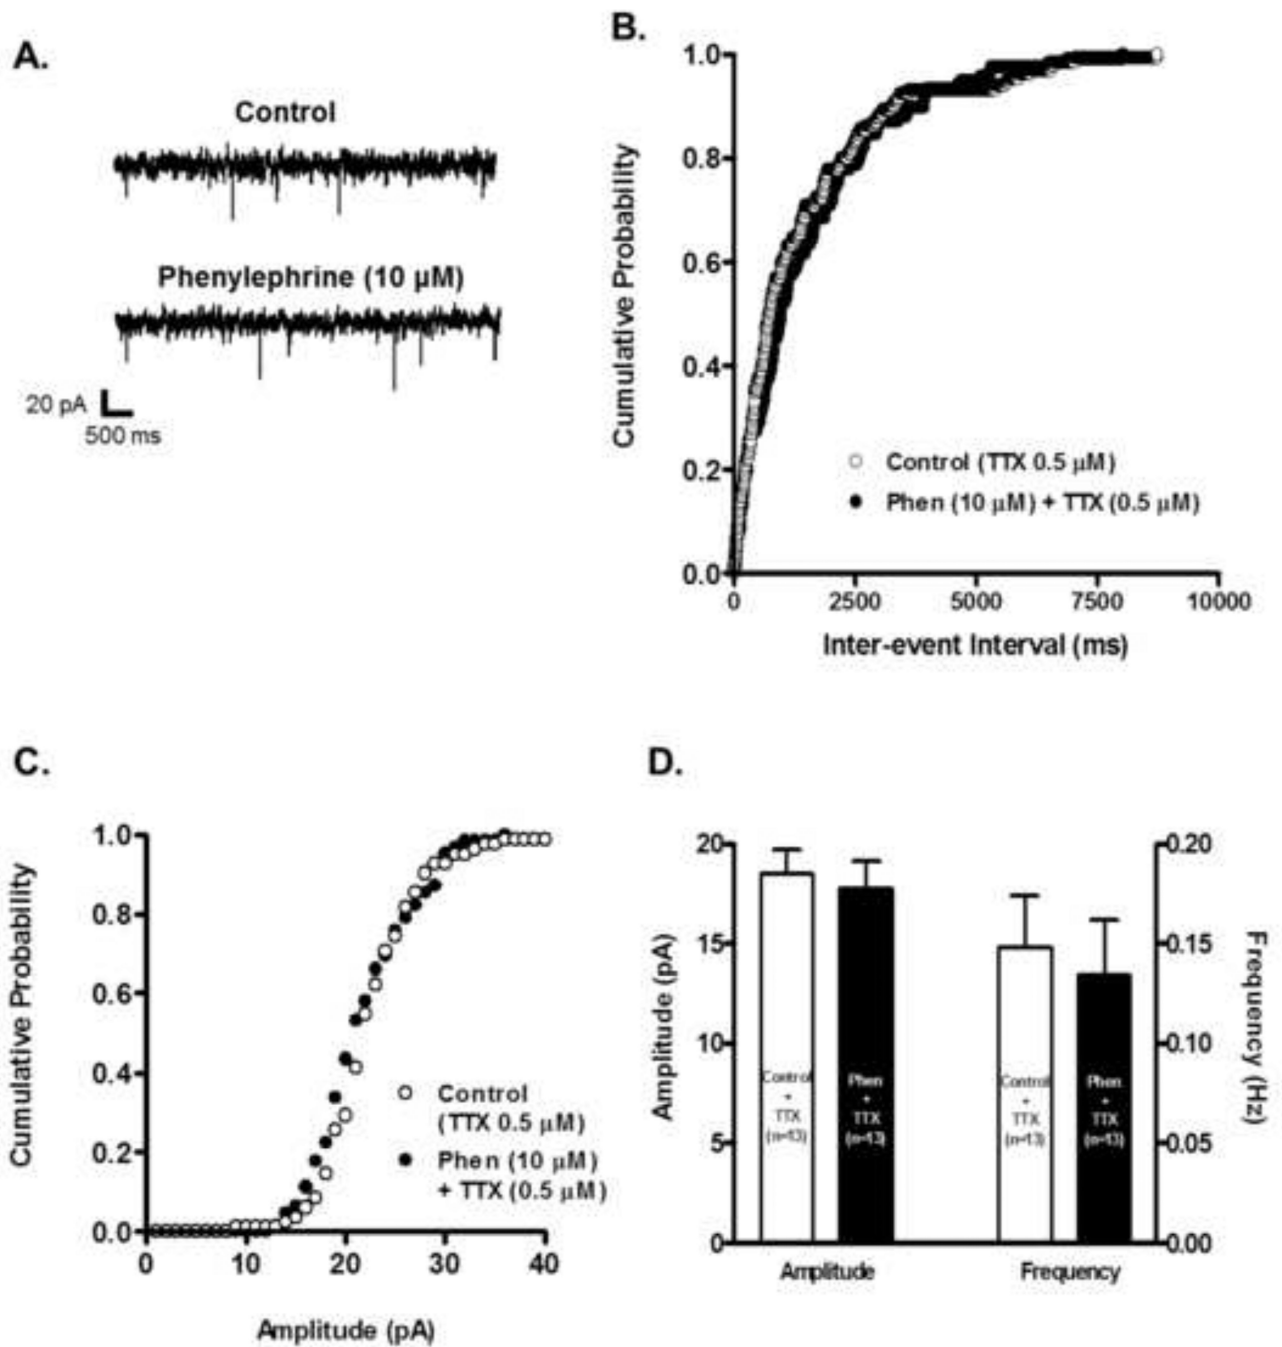 A.
Control
Phenylephrine (10 µM)
20 pA
500 ms
B.
Cumulative Probability
1.0
0.8
0.6
0.4
0.2
0.0
Control (TTX 0.5 µM)
Phen (10 µM) + TTX (0.5 µM)
0 2500 5000 7500 10000
Inter-event Interval (ms)
C.
Cumulative Probability
1.0
0.8
0.6
0.4
0.2
0.0
Control
(TTX 0.5 µM)
Phen (10 µM)
+ TTX (0.5 µM)
0 10 20 30 40
Amplitude (pA)
D.
Amplitude (pA)
20
15
10
5
0
Control
+
TTX
(n=13)
Phen
+
TTX
(n=13)
Control
+
TTX
(n=13)
Phen
+
TTX
(n=13)
0.20
0.15
0.10
0.05
0.00
Frequency (Hz)
Amplitude Frequency